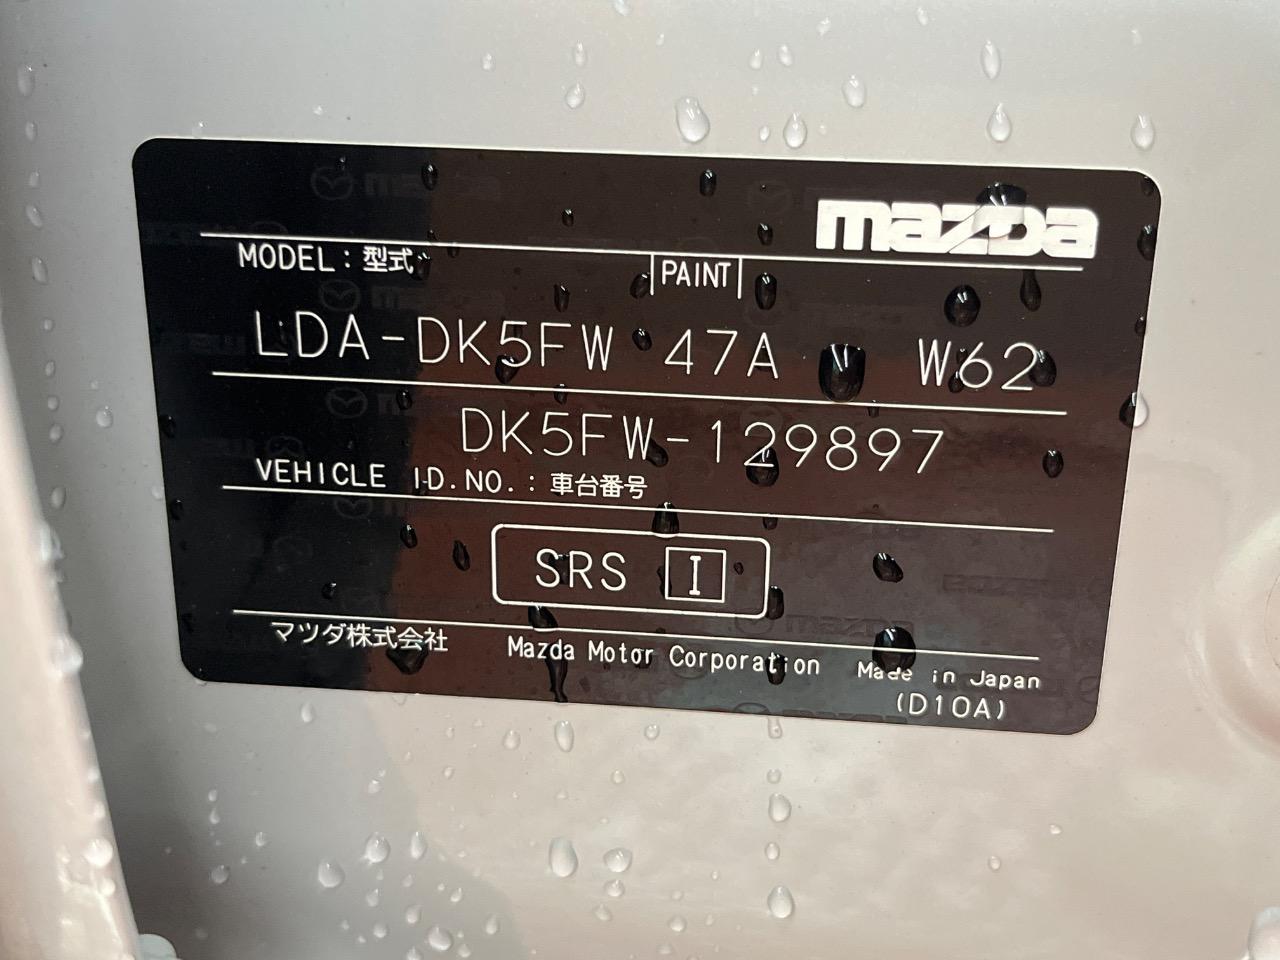 mazda
MODEL : 型式 PAINT
LDA-DK5FW 47A W62
DK5FW-129897
VEHICLE I.D.NO. : 車台番号
SRS I
マツダ株式会社 Mazda Motor Corporation Made in Japan
(D10A)